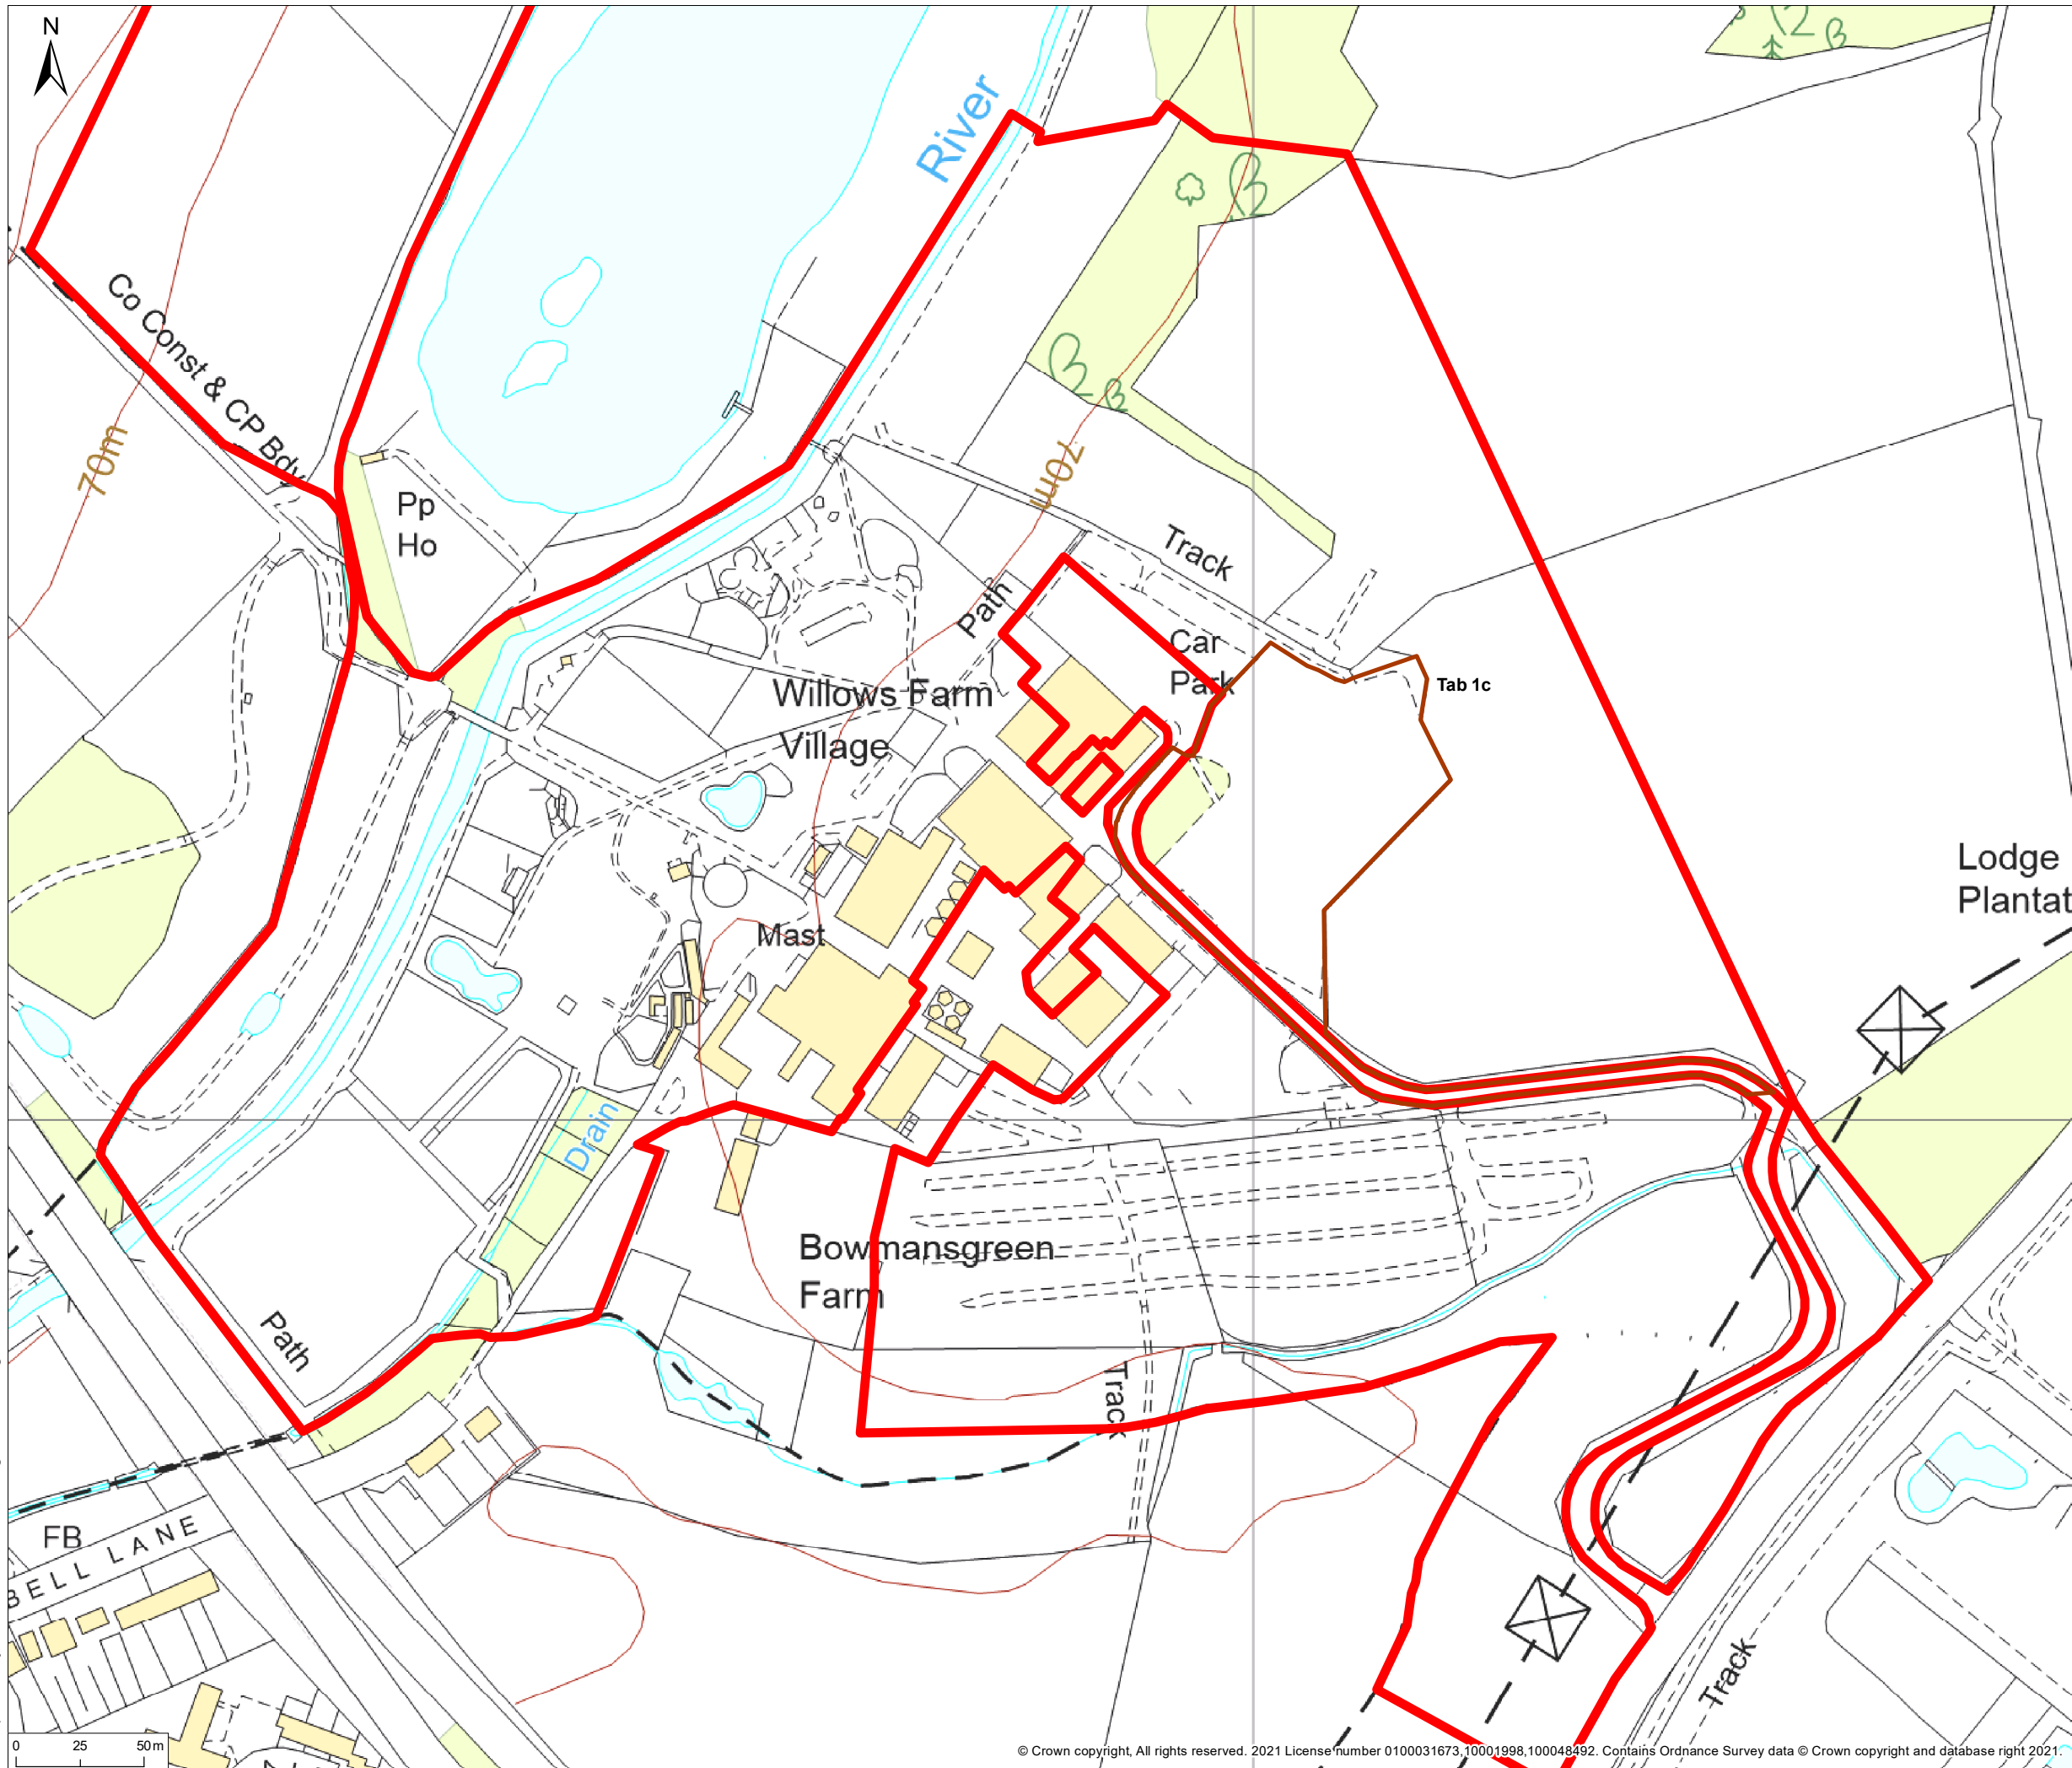 N
River
Co Const & CP Bdy
70m
70m
Pp
Ho
Track
Path
Car
Park
Tab 1c
Willows Farm
Village
Lodge
Plantat
Mast
Drain
Bowmansgreen
Farm
Path
Track
FB
BELL LANE
Track
0 25 50 m
© Crown copyright, All rights reserved. 2021 License number 0100031673,10001998,100048492. Contains Ordnance Survey data © Crown copyright and database right 2021.